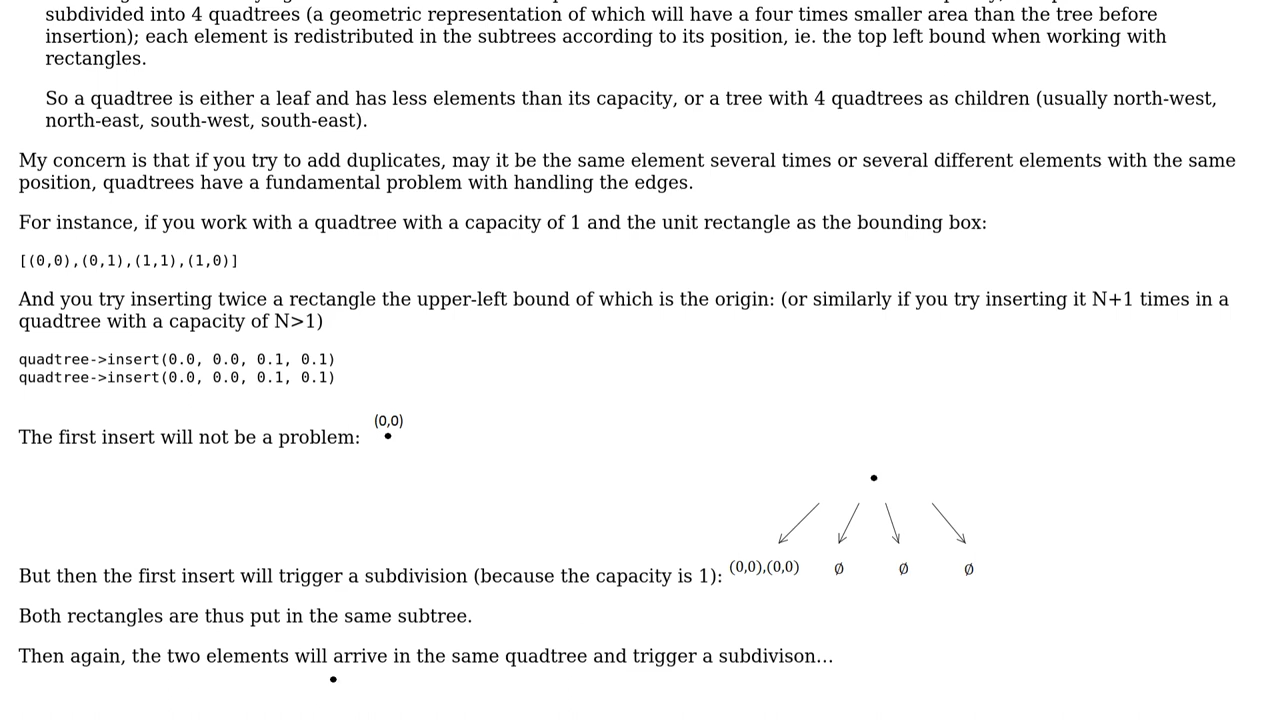 subdivided into 4 quadtrees (a geometric representation of which will have a four times smaller area than the tree before
insertion); each element is redistributed in the subtrees according to its position, ie. the top left bound when working with
rectangles.
So a quadtree is either a leaf and has less elements than its capacity, or a tree with 4 quadtrees as children (usually north-west,
north-east, south-west, south-east).
My concern is that if you try to add duplicates, may it be the same element several times or several different elements with the same
position, quadtrees have a fundamental problem with handling the edges.
For instance, if you work with a quadtree with a capacity of 1 and the unit rectangle as the bounding box:
[(0,0),(0,1),(1,1),(1,0)]
And you try inserting twice a rectangle the upper-left bound of which is the origin: (or similarly if you try inserting it N+1 times in a
quadtree with a capacity of N>1)
quadtree->insert(0.0, 0.0, 0.1, 0.1)
quadtree->insert(0.0, 0.0, 0.1, 0.1)
(0,0)
The first insert will not be a problem:
But then the first insert will trigger a subdivision (because the capacity is 1): (0,0),(0,0) ∅ ∅ ∅
Both rectangles are thus put in the same subtree.
Then again, the two elements will arrive in the same quadtree and trigger a subdivison…